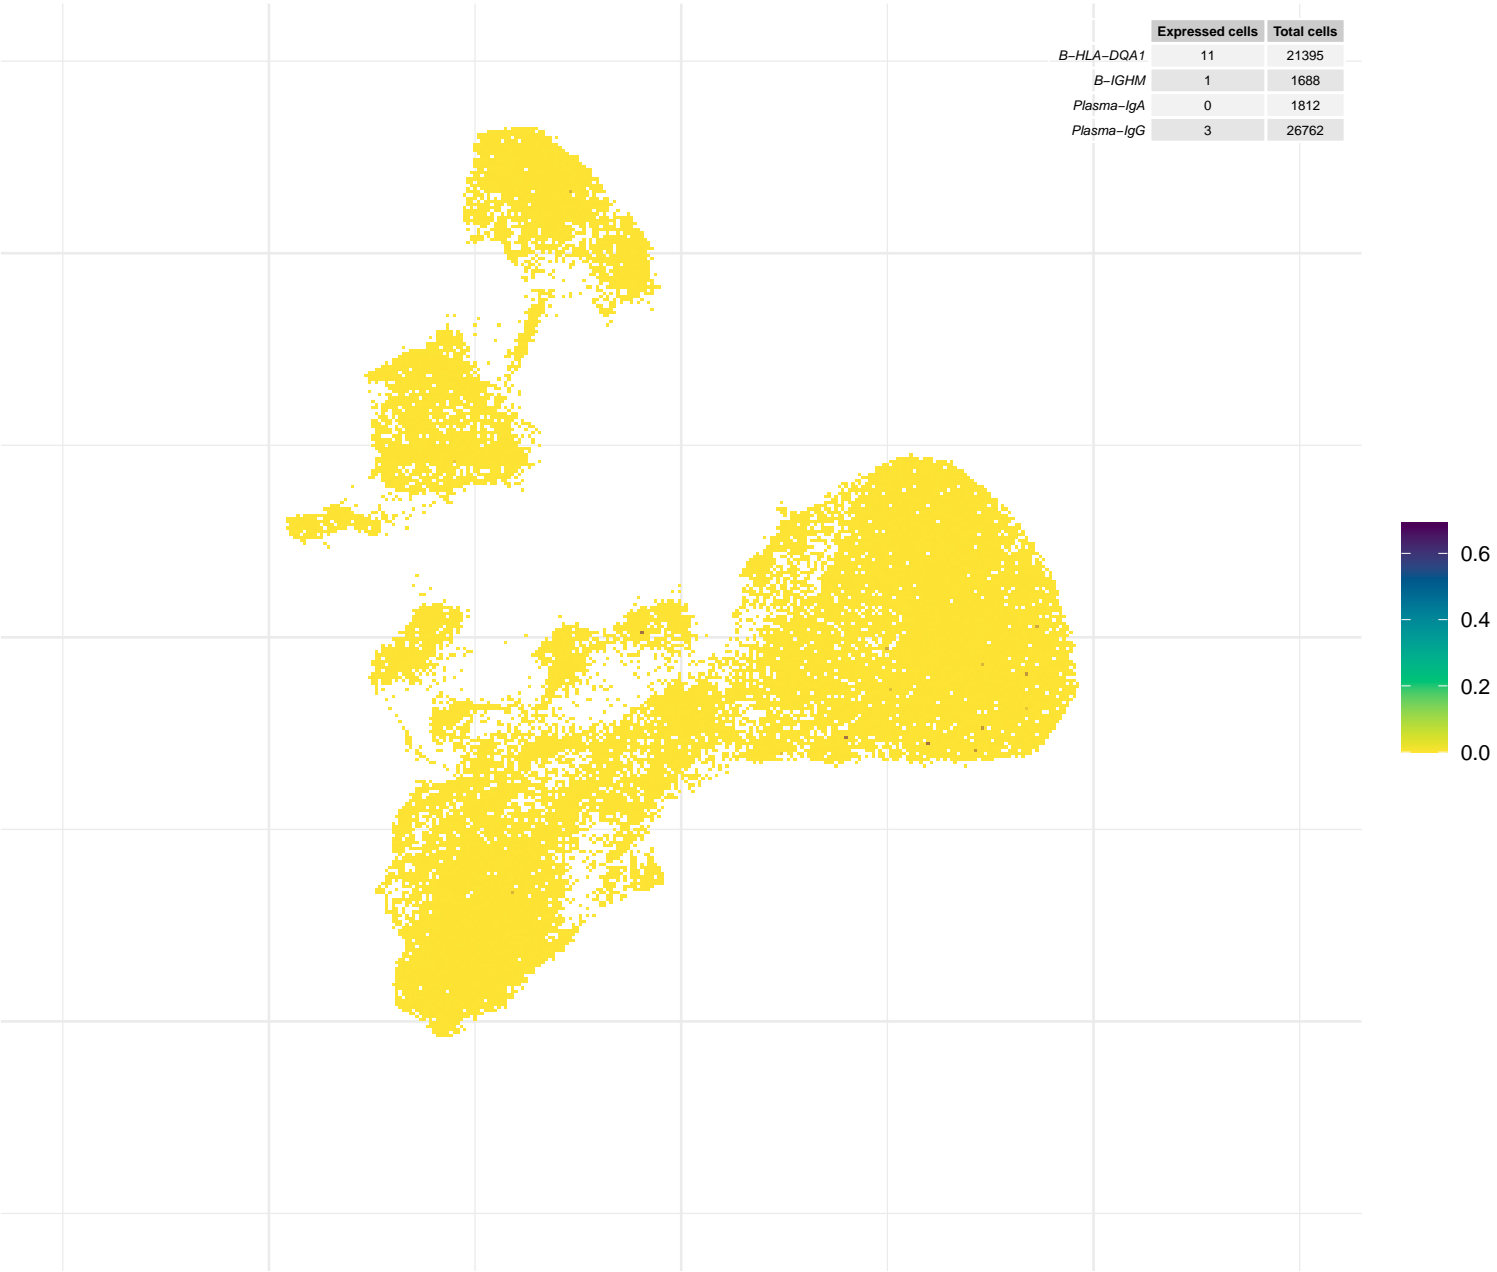 Expressed cells Total cells
B−HLA−DQA1 11 21395
B−IGHM 1 1688
Plasma−IgA 0 1812
Plasma−IgG 3 26762
0.6
0.4
0.2
0.0